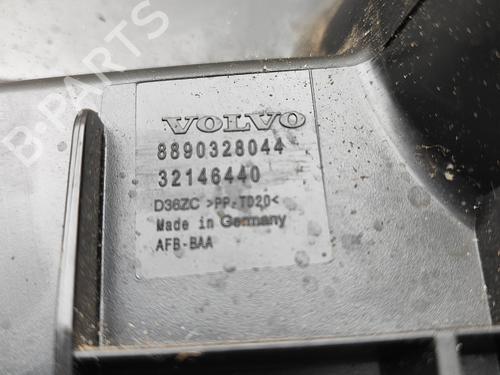 B-PARTS
VOLVO
8890328044
32146440
D36ZC >PP-TD20<
Made in Germany
AFB-BAA